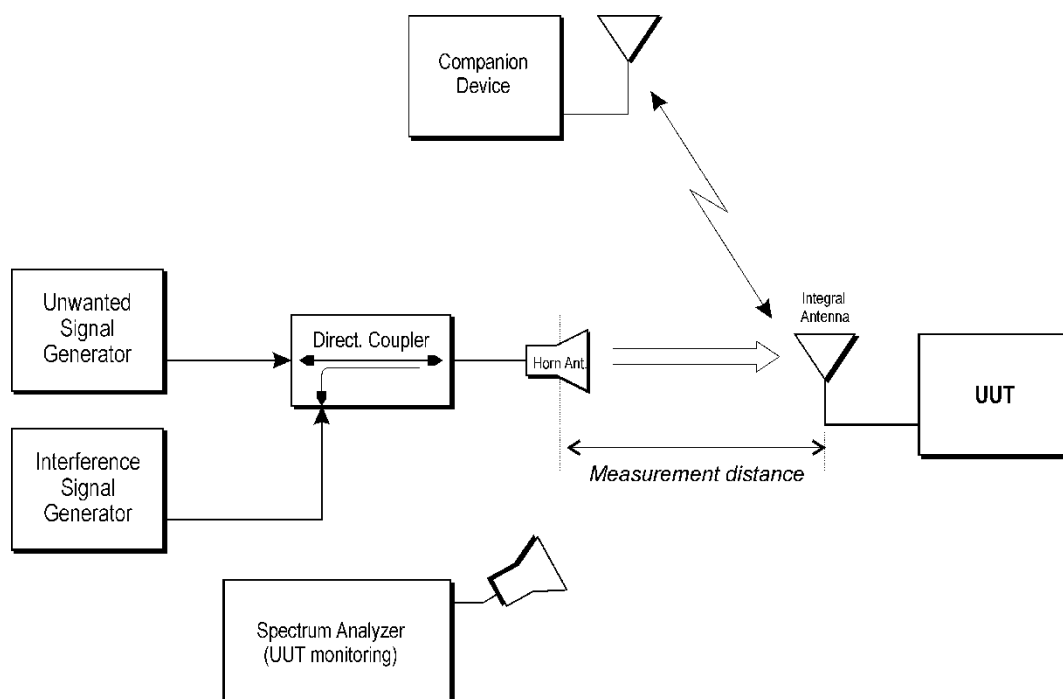 Companion
Device
Unwanted
Signal
Generator
Direct. Coupler
Horn Ant.
Integral
Antenna
UUT
Interference
Signal
Generator
Measurement distance
Spectrum Analyzer
(UUT monitoring)